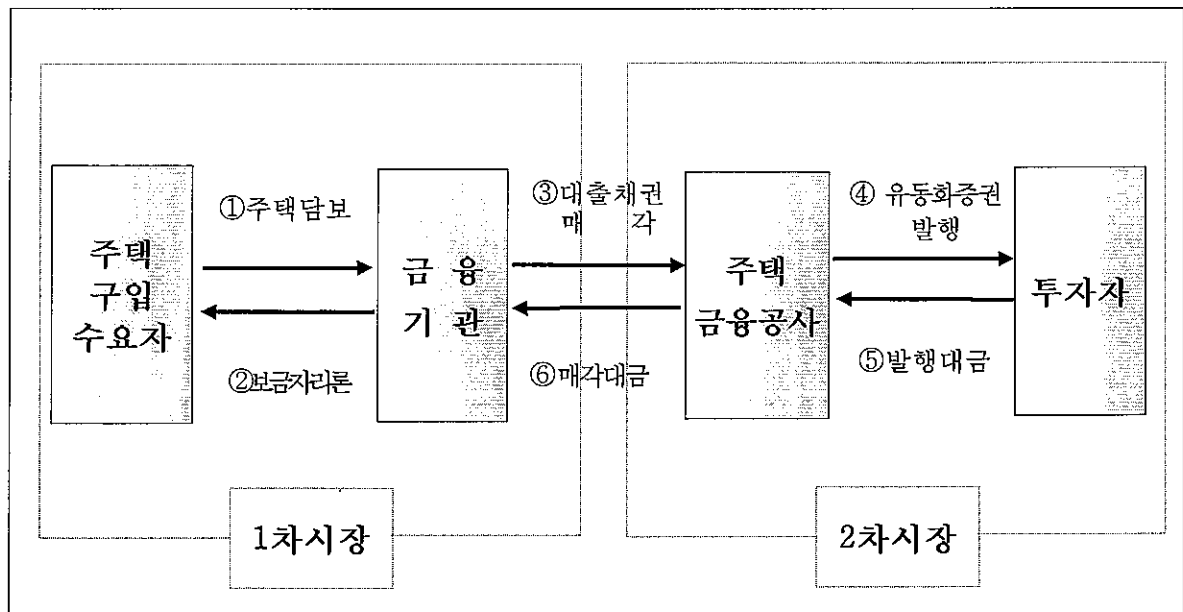 주택
구입
수요자
①주택담보
②보금자리론
금 융
기 관
③대출채권
매 각
⑥매각대금
주택
금융공사
④ 유동화증권
발행
⑤발행대금
투자자
1차시장
2차시장